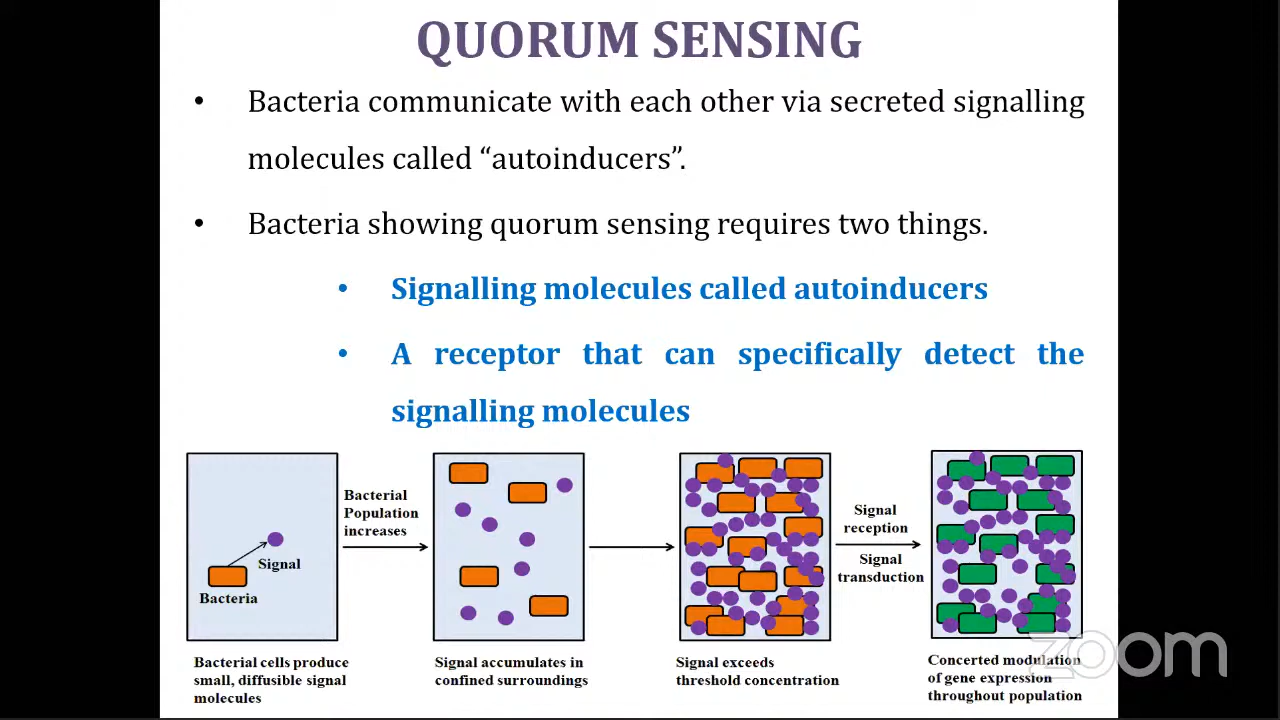 QUORUM SENSING
• Bacteria communicate with each other via secreted signalling
molecules called “autoinducers”.
• Bacteria showing quorum sensing requires two things.
• Signalling molecules called autoinducers
• A receptor that can specifically detect the
signalling molecules
Signal
Bacteria
Bacterial cells produce
small, diffusible signal
molecules
Bacterial
Population
increases
Signal accumulates in
confined surroundings
Signal exceeds
threshold concentration
Signal
reception
Signal
transduction
Concerted modulation
of gene expression
throughout population
zoom